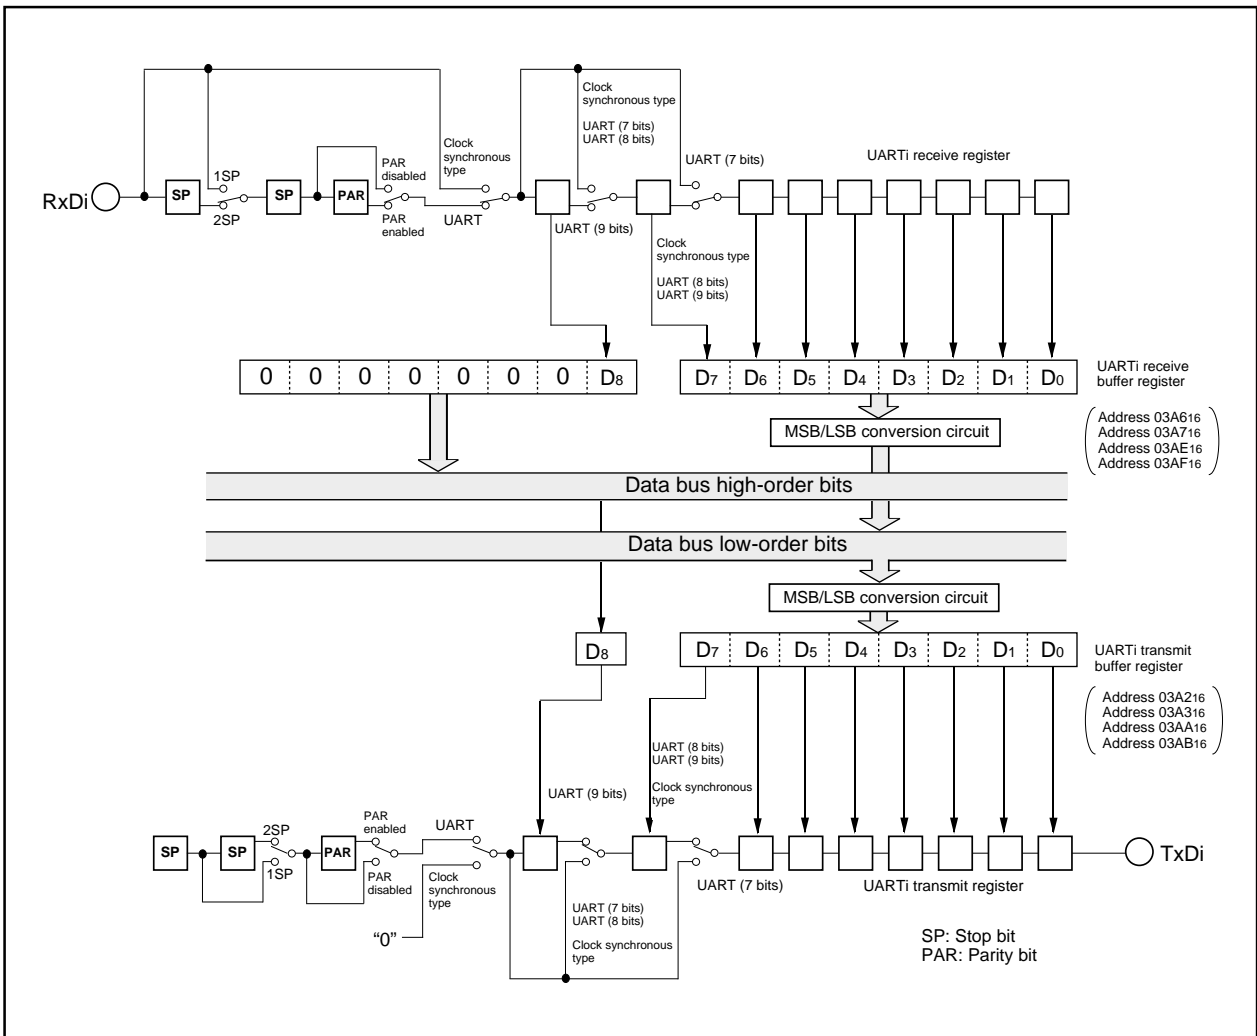 Clock
synchronous type
UART (7 bits)
UART (8 bits)
Clock
synchronous
type
PAR
disabled
UART (7 bits)
UARTi receive register
1SP
RxDi
SP
SP
PAR
2SP
PAR
enabled
UART
UART (9 bits)
Clock
synchronous type
UART (8 bits)
UART (9 bits)
0 0 0 0 0 0 0 D8
D7 D6 D5 D4 D3 D2 D1 D0
UARTi receive
buffer register
MSB/LSB conversion circuit
Address 03A616
Address 03A716
Address 03AE16
Address 03AF16
Data bus high-order bits
Data bus low-order bits
MSB/LSB conversion circuit
D8
D7 D6 D5 D4 D3 D2 D1 D0
UARTi transmit
buffer register
Address 03A216
Address 03A316
Address 03AA16
Address 03AB16
UART (8 bits)
UART (9 bits)
Clock synchronous
type
UART (9 bits)
PAR
enabled
UART
2SP
SP
SP
PAR
1SP
PAR
disabled
Clock
synchronous
type
“0”
UART (7 bits)
UART (8 bits)
Clock synchronous
type
UART (7 bits)
UARTi transmit register
TxDi
SP: Stop bit
PAR: Parity bit